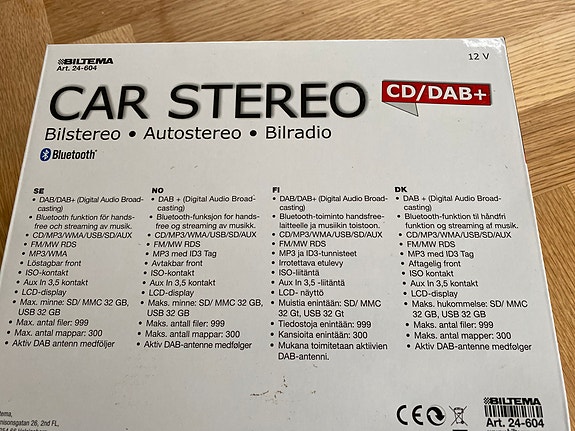 BILTEMA
Art. 24-604
12 V
CAR STEREO
CD/DAB+
Bilstereo • Autostereo • Bilradio
Bluetooth®
SE
• DAB/DAB+ (Digital Audio Broad-
casting)
• Bluetooth funktion för hands-
free och streaming av musik.
• CD/MP3/WMA/USB/SD/AUX
• FM/MW RDS
• MP3/WMA
• Löstagbar front
• ISO-kontakt
• Aux In 3,5 kontakt
• LCD-display
• Max. minne: SD/ MMC 32 GB,
USB 32 GB
• Max. antal filer: 999
• Max. antal mappar: 300
• Aktiv DAB antenn medföljer
NO
• DAB + (Digital Audio Broad-
casting)
• Bluetooth-funksjon for hands-
free og streaming av musikk.
• CD/MP3/WMA/USB/SD/AUX
• FM/MW RDS
• MP3 med ID3 Tag
• Avtakbar front
• ISO-kontakt
• Aux In 3,5 kontakt
• LCD-display
• Maks. minne: SD/ MMC 32 GB,
USB 32 GB
• Maks. antall filer: 999
• Maks. antall mapper: 300
• Aktiv DAB-antenne medfølger
FI
• DAB/DAB+ (Digital Audio Broad-
casting)
• Bluetooth-toiminto handsfree-
laitteelle ja musiikin toistoon.
• CD/MP3/WMA/USB/SD/AUX
• FM/MW RDS
• MP3 ja ID3-tunnisteet
• Irrotettava etulevy
• ISO-liitäntä
• Aux In 3,5 -liitäntä
• LCD- näyttö
• Muistia enintään: SD/ MMC
32 Gt, USB 32 Gt
• Tiedostoja enintään: 999
• Kansioita enintään: 300
• Mukana toimitetaan aktiivien
DAB-antenni.
DK
• DAB + (Digital Audio Broad-
casting)
• Bluetooth-funktion til håndfri
funktion og streaming af musik.
• CD/MP3/WMA/USB/SD/AUX
• FM/MW RDS
• MP3 med ID3 Tag
• Aftagelig front
• ISO kontakt
• Aux In 3,5 kontakt
• LCD-display
• Maks. hukommelse: SD/ MMC
32 GB, USB 32 GB
• Maks. antal filer: 999
• Maks. antal mapper: 300
• Aktiv DAB-antenne medfølger
CE
BILTEMA
Art. 24-604
26, 2nd FL,